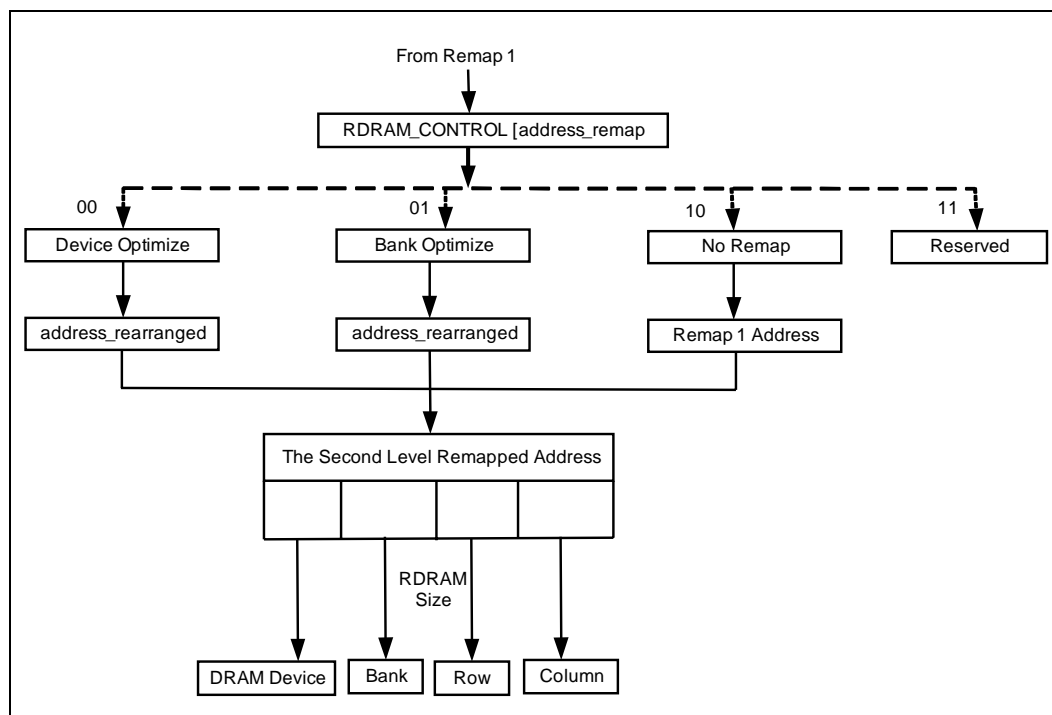 From Remap 1
RDRAM_CONTROL [address_remap
00
01
10
11
Device Optimize
Bank Optimize
No Remap
Reserved
address_rearranged
address_rearranged
Remap 1 Address
The Second Level Remapped Address
RDRAM
Size
DRAM Device
Bank
Row
Column